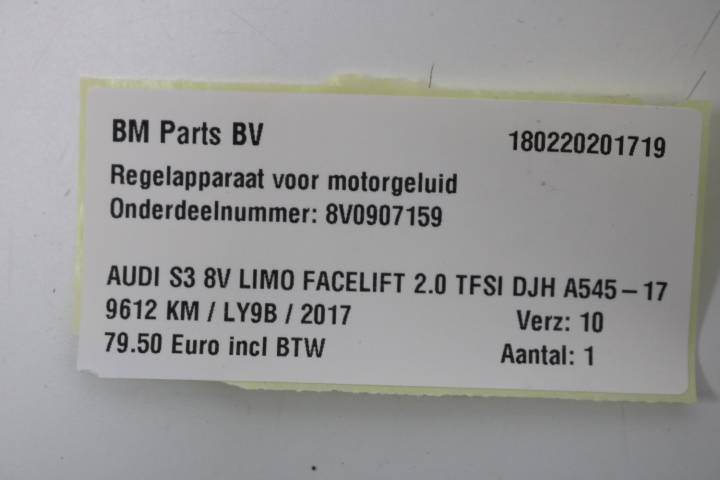 BM Parts BV 180220201719
Regelapparaat voor motorgeluid
Onderdeelnummer: 8V0907159
AUDI S3 8V LIMO FACELIFT 2.0 TFSI DJH A545-17
9612 KM / LY9B / 2017 Verz: 10
79.50 Euro incl BTW Aantal: 1